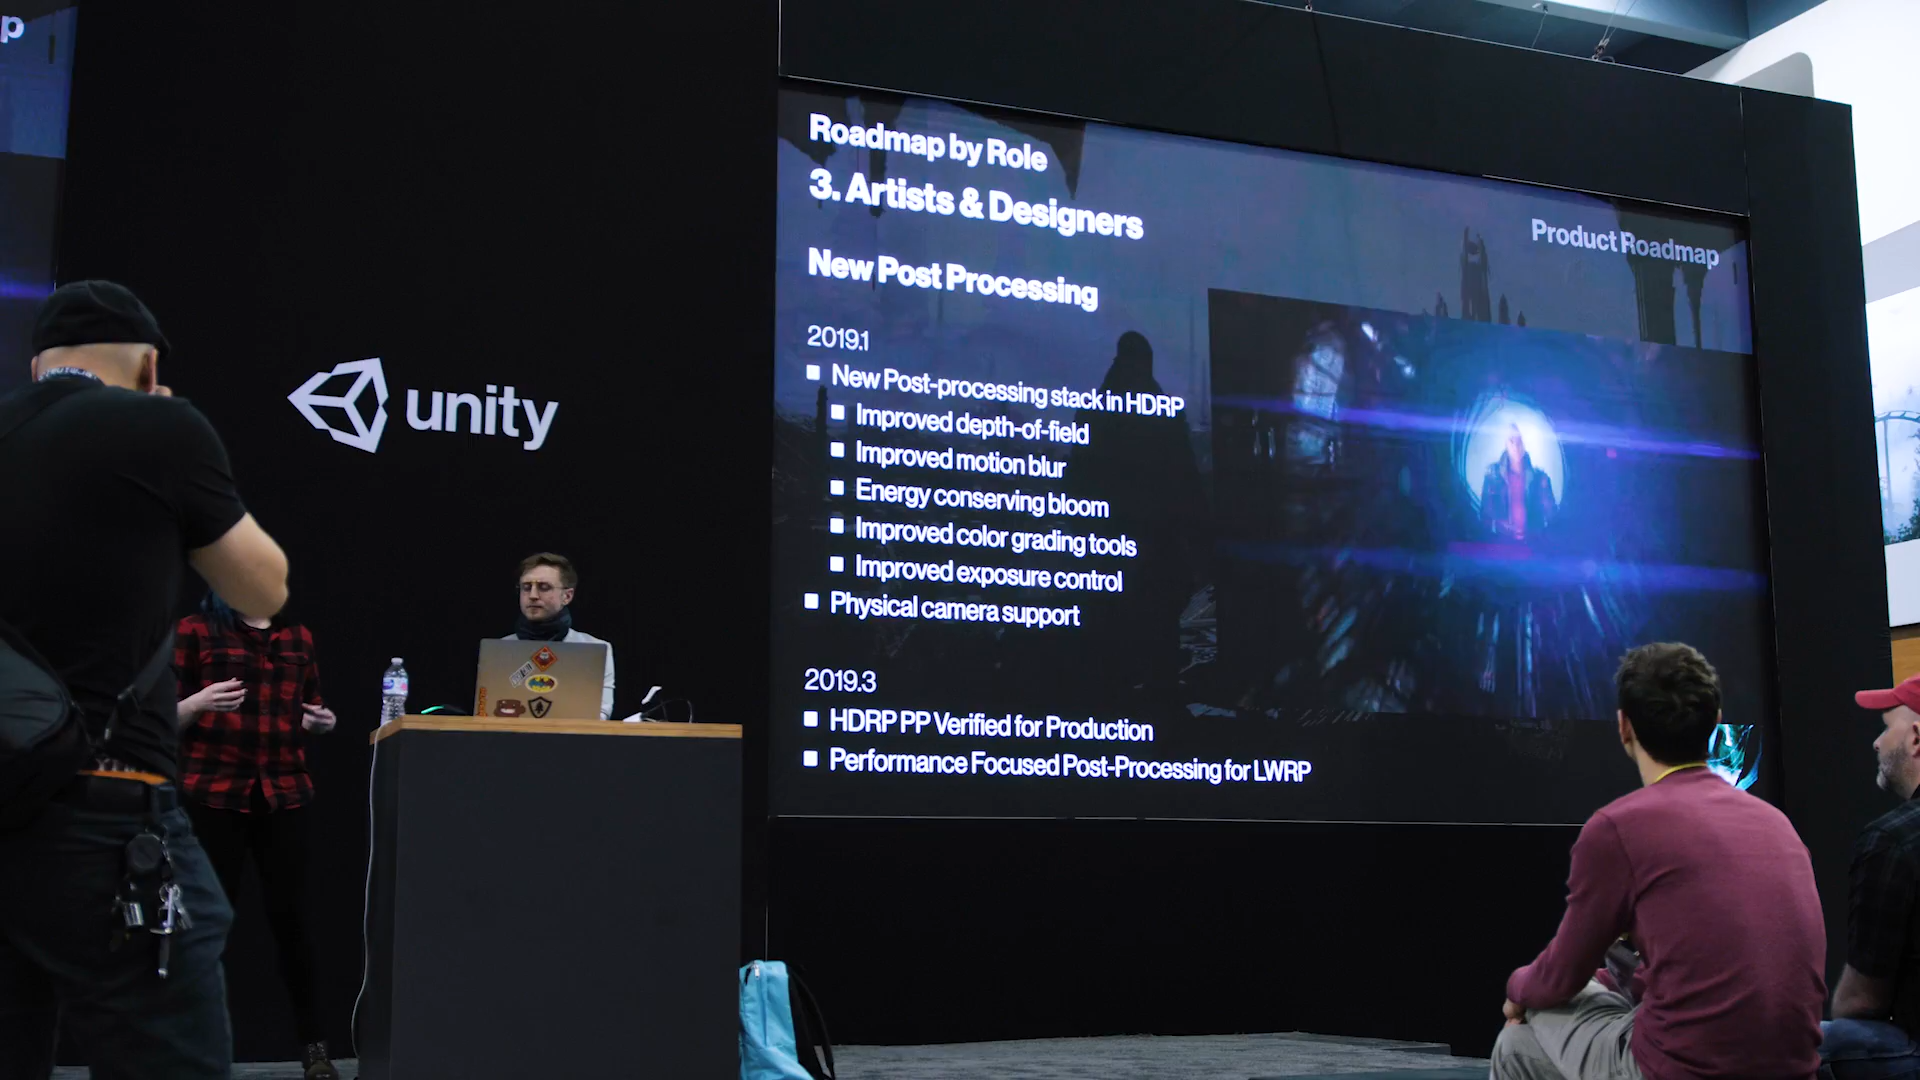 p
unity
Roadmap by Role
3. Artists & Designers
Product Roadmap
New Post Processing
2019.1
New Post-processing stack in HDRP
Improved depth-of-field
Improved motion blur
Energy conserving bloom
Improved color grading tools
Improved exposure control
Physical camera support
2019.3
HDRP PP Verified for Production
Performance Focused Post-Processing for LWRP